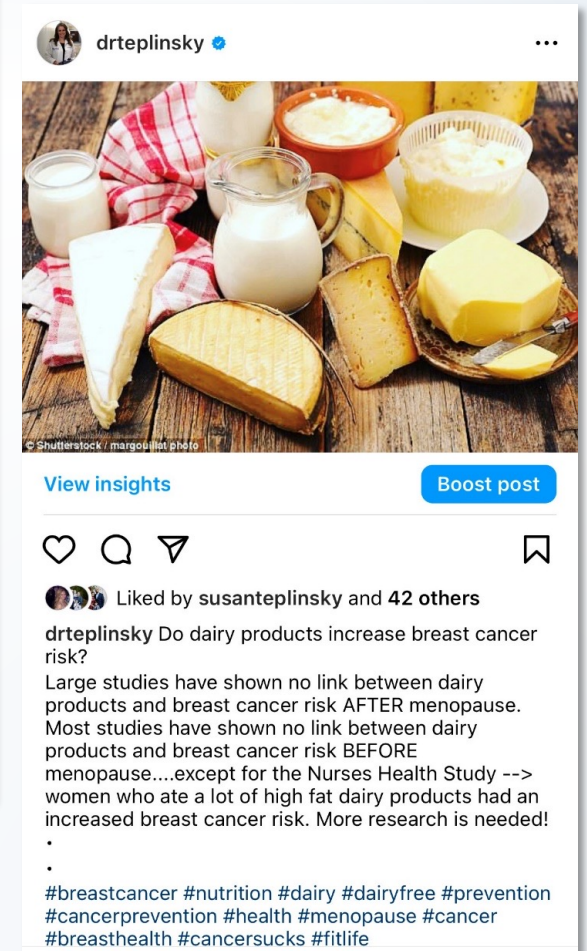 drteplinsky
© Shutterstock / margouillat photo
View insights
Boost post
Liked by susanteplinsky and 42 others
drteplinsky Do dairy products increase breast cancer
risk?
Large studies have shown no link between dairy
products and breast cancer risk AFTER menopause.
Most studies have shown no link between dairy
products and breast cancer risk BEFORE
menopause....except for the Nurses Health Study -->
women who ate a lot of high fat dairy products had an
increased breast cancer risk. More research is needed!
.
.
#breastcancer #nutrition #dairy #dairyfree #prevention
#cancerprevention #health #menopause #cancer
#breasthealth #cancersucks #fitlife